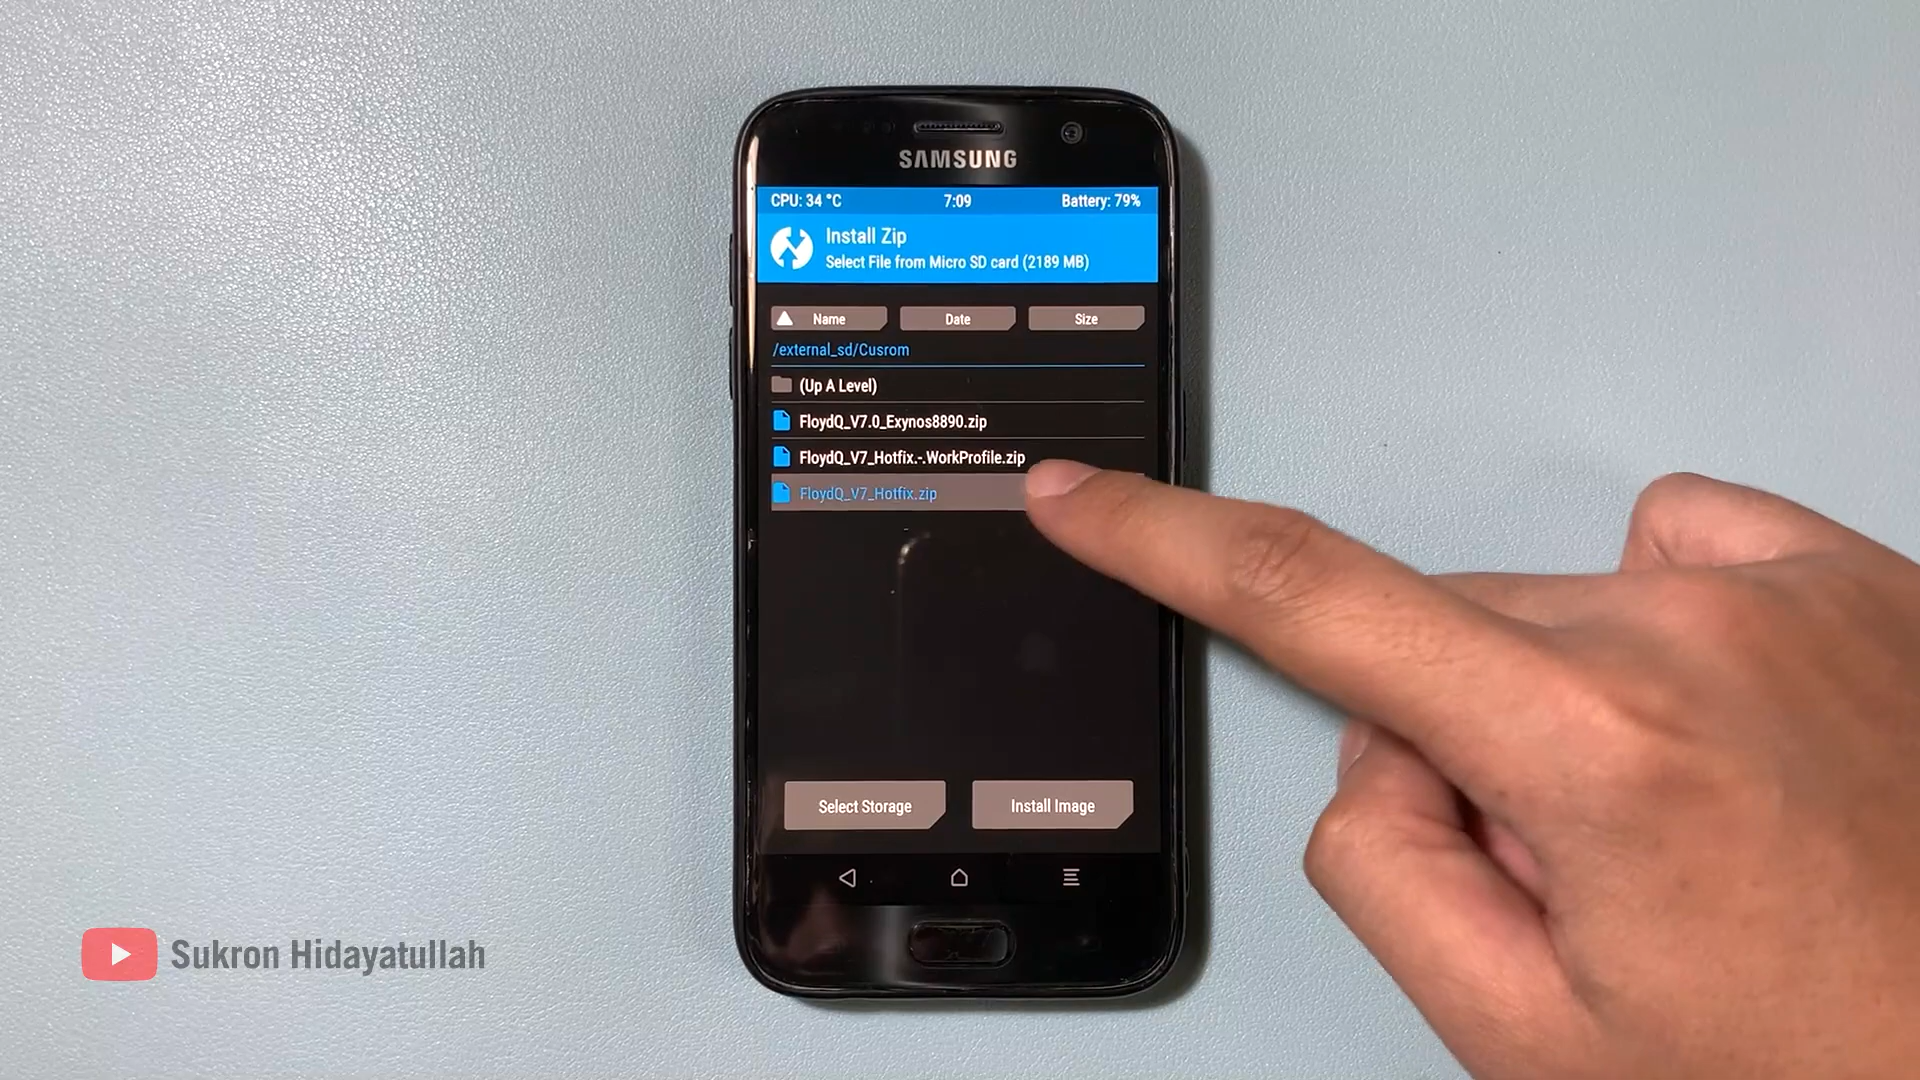 SAMSUNG
CPU: 34 °C 7:09 Battery: 79%
Install Zip
Select File from Micro SD card (2189 MB)
Name Date Size
/external_sd/Cusrom
(Up A Level)
FloydQ_V7.0_Exynos8890.zip
FloydQ_V7_Hotfix.-.WorkProfile.zip
FloydQ_V7_Hotfix.zip
Select Storage Install Image
Sukron Hidayatullah